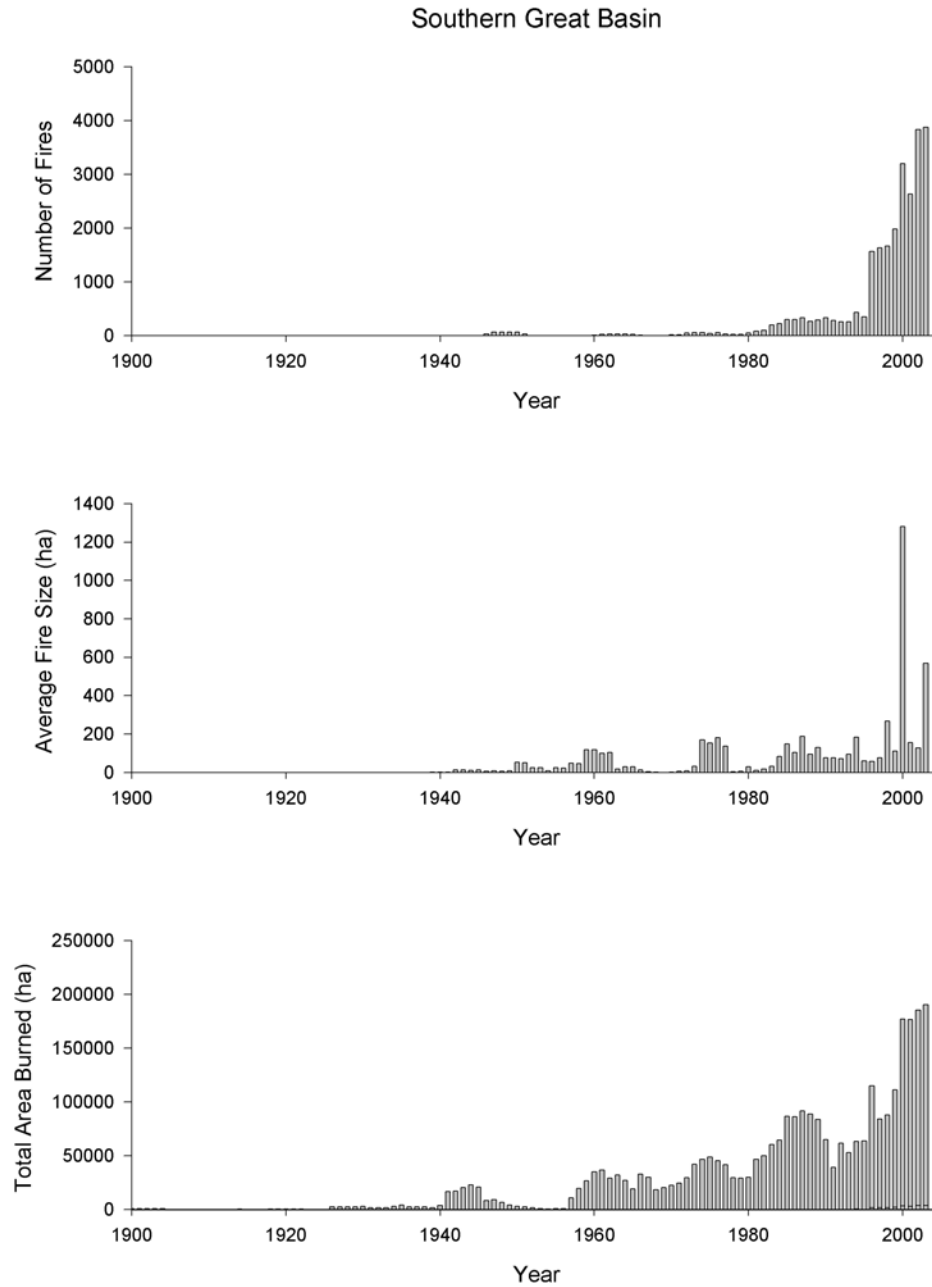 Southern Great Basin
5000
4000
3000
2000
1000
0
Number of Fires
1900 1920 1940 1960 1980 2000
Year
1400
1200
1000
800
600
400
200
0
Average Fire Size (ha)
1900 1920 1940 1960 1980 2000
Year
250000
200000
150000
100000
50000
0
Total Area Burned (ha)
1900 1920 1940 1960 1980 2000
Year